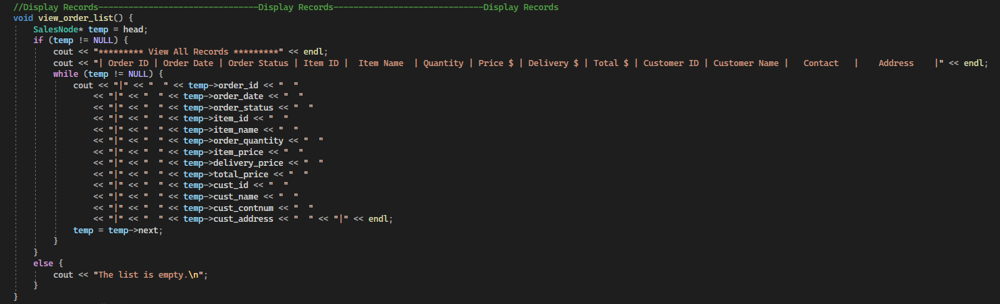 //Display Records--------------------------------Display Records------------------------------Display Records
void view_order_list() {
    SalesNode* temp = head;
    if (temp != NULL) {
        cout << "********* View All Records *********" << endl;
        cout << "| Order ID | Order Date | Order Status | Item ID |  Item Name  | Quantity | Price $ | Delivery $ | Total $ | Customer ID | Customer Name |   Contact   |    Address    |" << endl;
        while (temp != NULL) {
            cout << "|" << "  " << temp->order_id << "  "
                << "|" << "  " << temp->order_date << "  "
                << "|" << "  " << temp->order_status << "  "
                << "|" << "  " << temp->item_id << "  "
                << "|" << "  " << temp->item_name << "  "
                << "|" << "  " << temp->order_quantity << "  "
                << "|" << "  " << temp->item_price << "  "
                << "|" << "  " << temp->delivery_price << "  "
                << "|" << "  " << temp->total_price << "  "
                << "|" << "  " << temp->cust_id << "  "
                << "|" << "  " << temp->cust_name << "  "
                << "|" << "  " << temp->cust_contnum << "  "
                << "|" << "  " << temp->cust_address << "  " << "|" << endl;
            temp = temp->next;
        }
    }
    else {
        cout << "The list is empty.\n";
    }
}